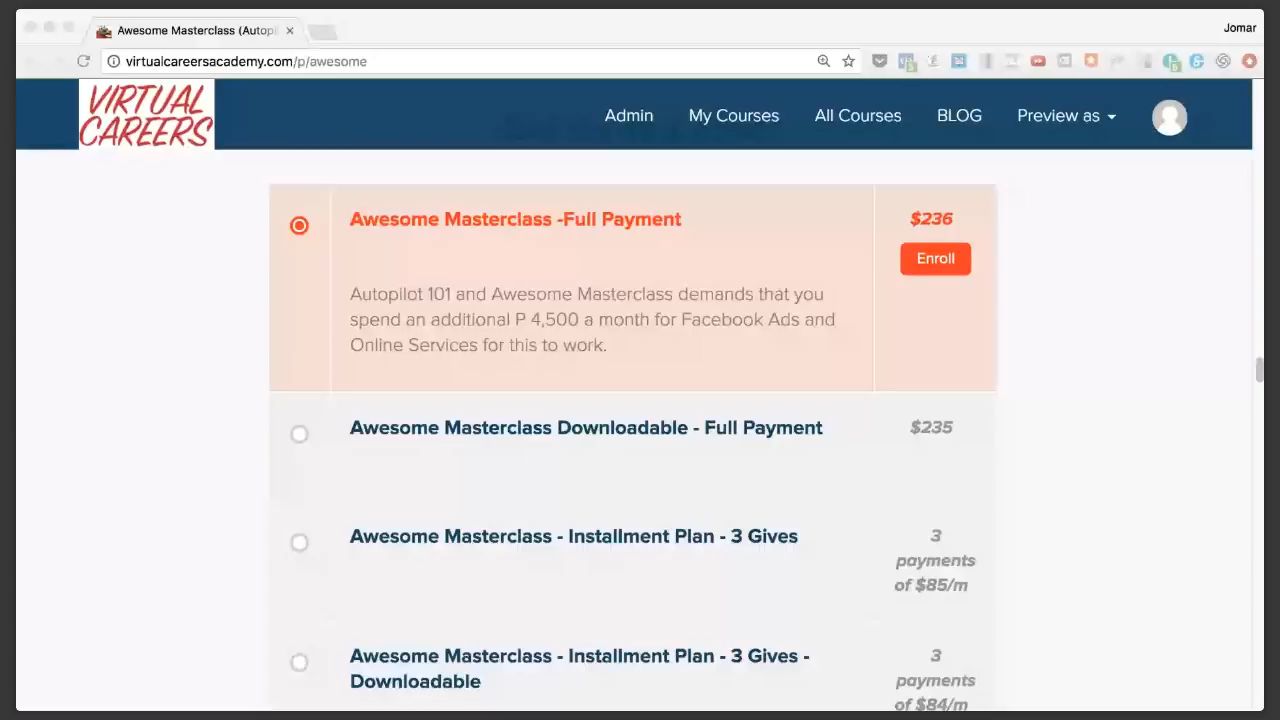 Awesome Masterclass (Autopil
Jomar
virtualcareersacademy.com/p/awesome
VIRTUAL
CAREERS
Admin
My Courses
All Courses
BLOG
Preview as
Awesome Masterclass -Full Payment
$236
Enroll
Autopilot 101 and Awesome Masterclass demands that you
spend an additional P 4,500 a month for Facebook Ads and
Online Services for this to work.
Awesome Masterclass Downloadable - Full Payment
$235
Awesome Masterclass - Installment Plan - 3 Gives
3
payments
of $85/m
Awesome Masterclass - Installment Plan - 3 Gives -
Downloadable
3
payments
of $84/m